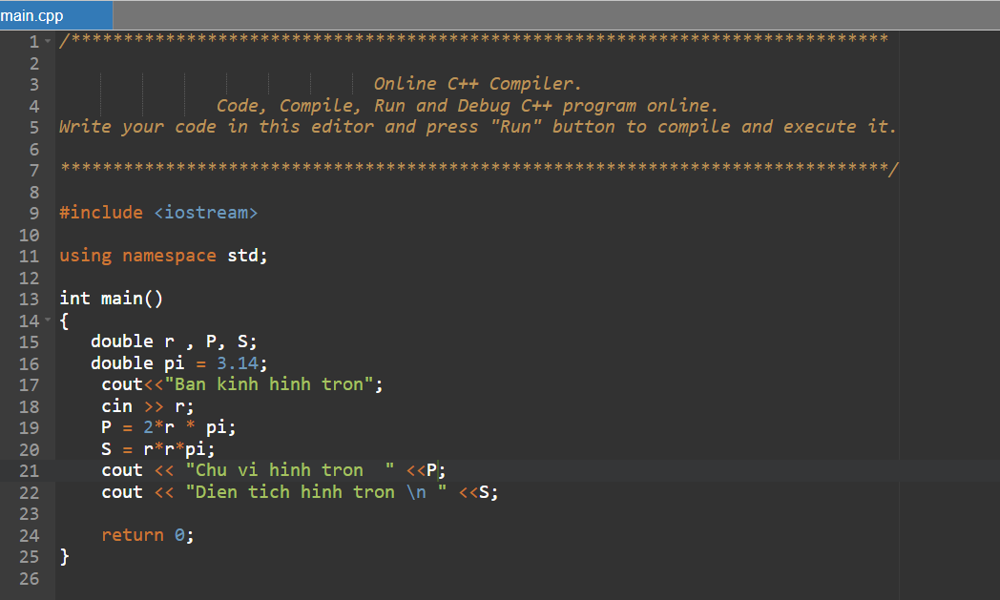 main.cpp
1 /******************************************************************************
2
3 Online C++ Compiler.
4 Code, Compile, Run and Debug C++ program online.
5 Write your code in this editor and press "Run" button to compile and execute it.
6
7 *******************************************************************************/
8
9 #include <iostream>
10
11 using namespace std;
12
13 int main()
14 {
15 double r , P, S;
16 double pi = 3.14;
17 cout<<"Ban kinh hinh tron";
18 cin >> r;
19 P = 2*r * pi;
20 S = r*r*pi;
21 cout << "Chu vi hinh tron  " <<P;
22 cout << "Dien tich hinh tron \n " <<S;
23
24 return 0;
25 }
26